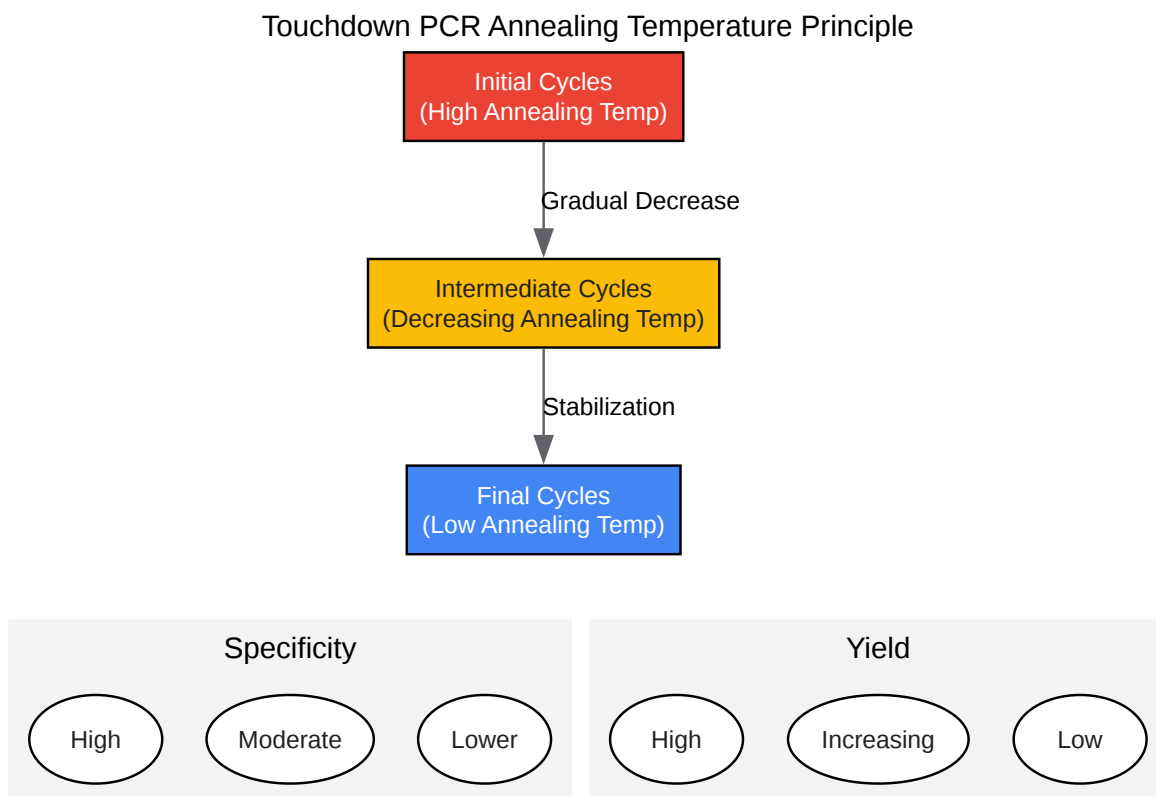 Touchdown PCR Annealing Temperature Principle
Initial Cycles
(High Annealing Temp)
Gradual Decrease
Intermediate Cycles
(Decreasing Annealing Temp)
Stabilization
Final Cycles
(Low Annealing Temp)
Specificity
High
Moderate
Lower
Yield
High
Increasing
Low